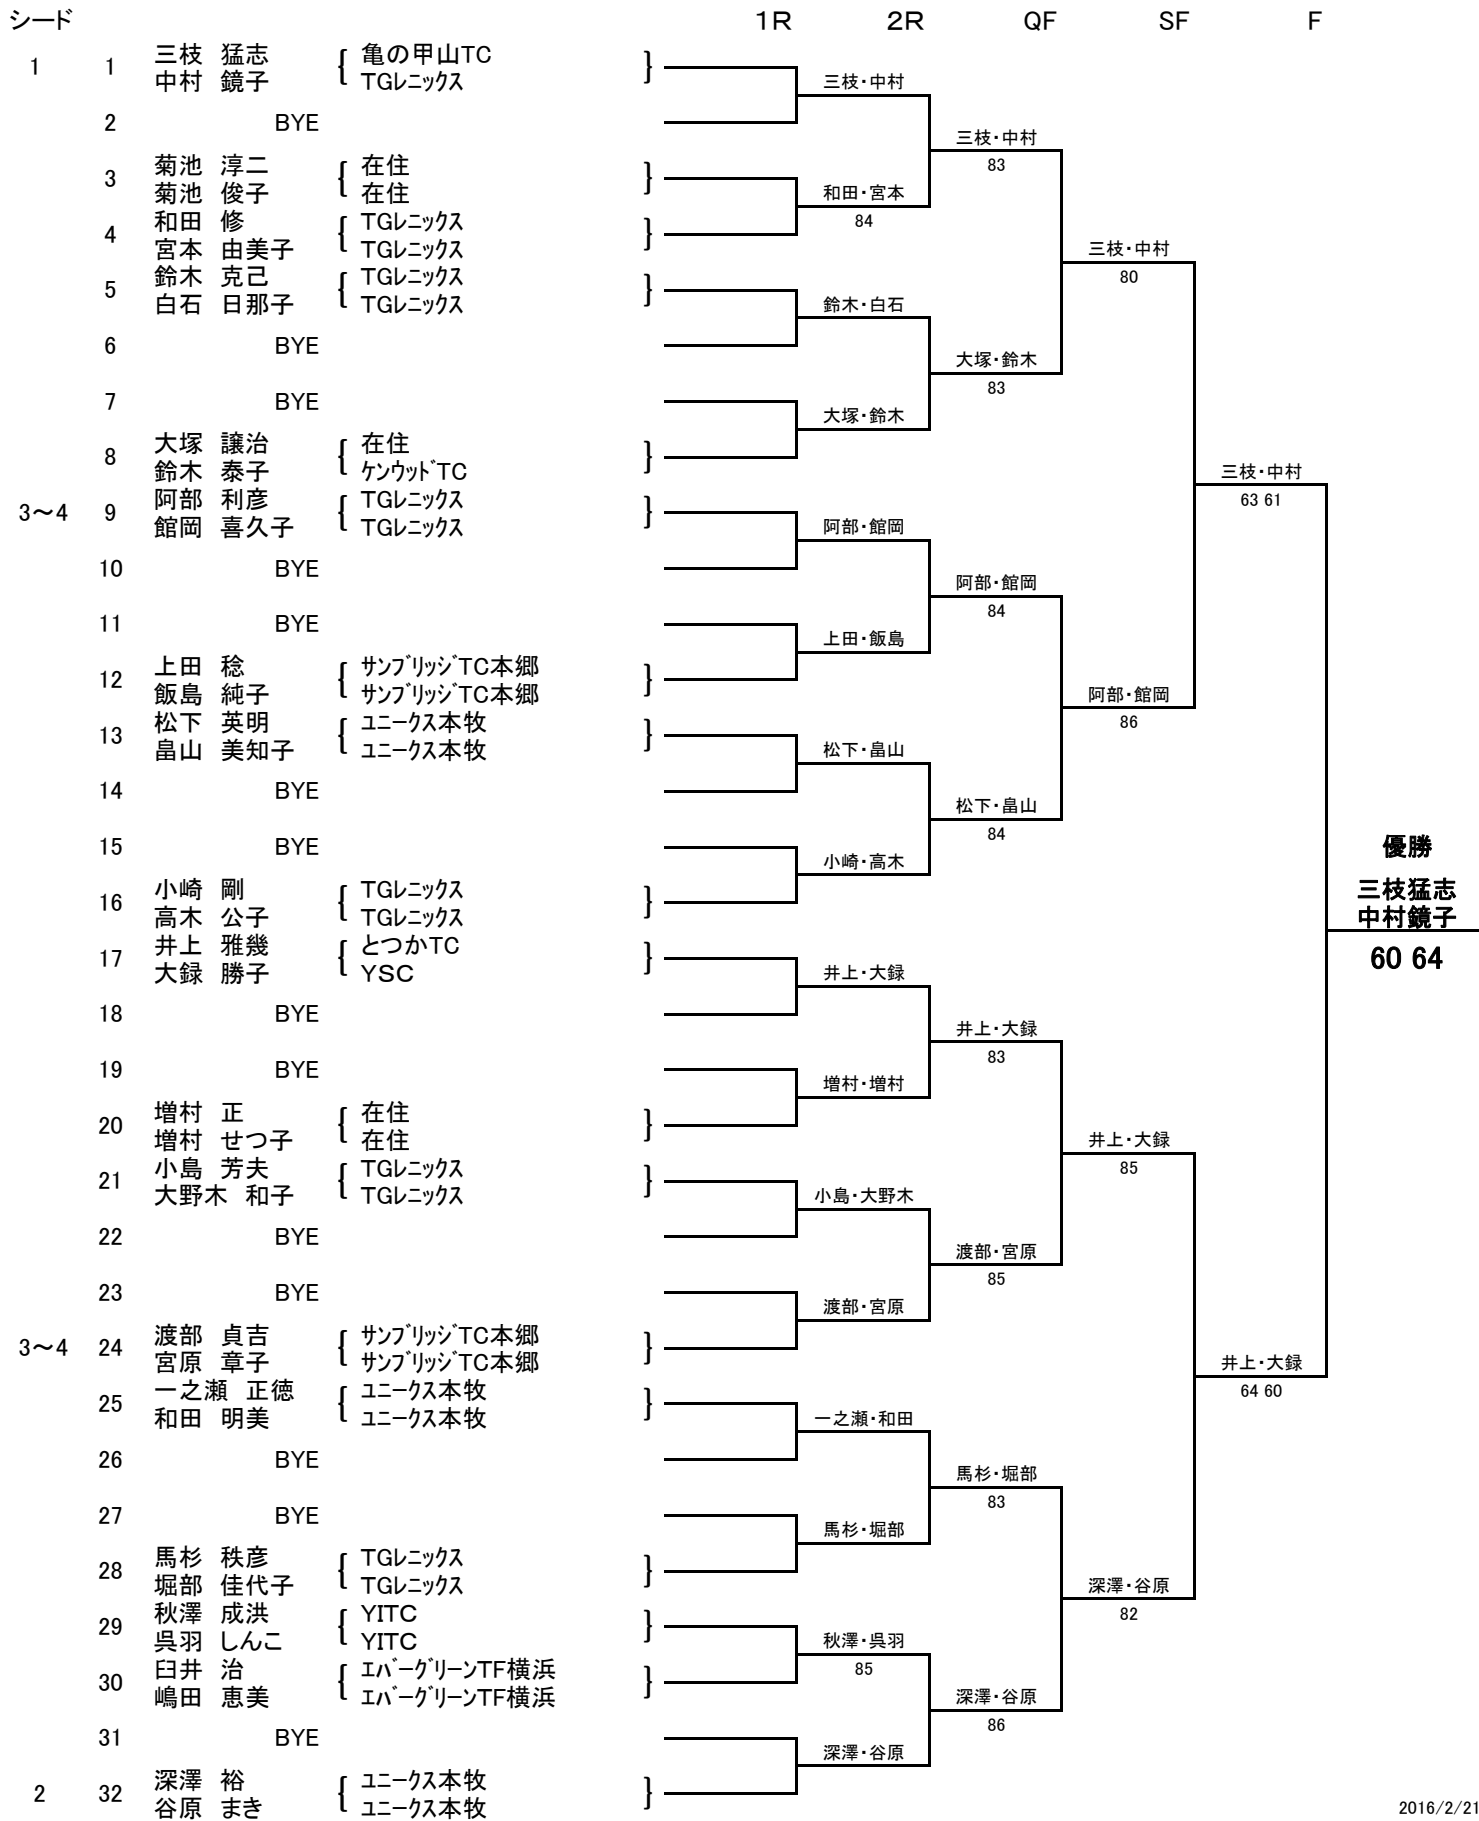 シード 1R 2R QF SF F
1 1 三枝 猛志 { 亀の甲山TC }
中村 鏡子 TGレニックス
三枝・中村
2 BYE
三枝・中村
83
3 菊池 淳二 { 在住 }
菊池 俊子 在住
和田・宮本
84
4 和田 修 { TGレニックス }
宮本 由美子 TGレニックス
三枝・中村
80
5 鈴木 克己 { TGレニックス }
白石 日那子 TGレニックス
鈴木・白石
6 BYE
大塚・鈴木
83
7 BYE
大塚・鈴木
8 大塚 譲治 { 在住 }
鈴木 泰子 ケンウッドTC
三枝・中村
63 61
3~4 9 阿部 利彦 { TGレニックス }
館岡 喜久子 TGレニックス
阿部・館岡
10 BYE
阿部・館岡
84
11 BYE
上田・飯島
12 上田 稔 { サンブリッジTC本郷 }
飯島 純子 サンブリッジTC本郷
阿部・館岡
86
13 松下 英明 { ユニークス本牧 }
畠山 美知子 ユニークス本牧
松下・畠山
14 BYE
松下・畠山
84
15 BYE
小崎・高木
16 小崎 剛 { TGレニックス }
高木 公子 TGレニックス
優勝
三枝猛志
中村鏡子
60 64
17 井上 雅幾 { とつかTC }
大録 勝子 YSC
井上・大録
18 BYE
井上・大録
83
19 BYE
増村・増村
20 増村 正 { 在住 }
増村 せつ子 在住
井上・大録
85
21 小島 芳夫 { TGレニックス }
大野木 和子 TGレニックス
小島・大野木
22 BYE
渡部・宮原
85
23 BYE
渡部・宮原
3~4 24 渡部 貞吉 { サンブリッジTC本郷 }
宮原 章子 サンブリッジTC本郷
井上・大録
64 60
25 一之瀬 正徳 { ユニークス本牧 }
和田 明美 ユニークス本牧
一之瀬・和田
26 BYE
馬杉・堀部
83
27 BYE
馬杉・堀部
28 馬杉 秩彦 { TGレニックス }
堀部 佳代子 TGレニックス
深澤・谷原
82
29 秋澤 成洪 { YITC }
呉羽 しんこ YITC
秋澤・呉羽
85
30 臼井 治 { エバーグリーンTF横浜 }
嶋田 恵美 エバーグリーンTF横浜
深澤・谷原
86
31 BYE
深澤・谷原
2 32 深澤 裕 { ユニークス本牧 }
谷原 まき ユニークス本牧
2016/2/21